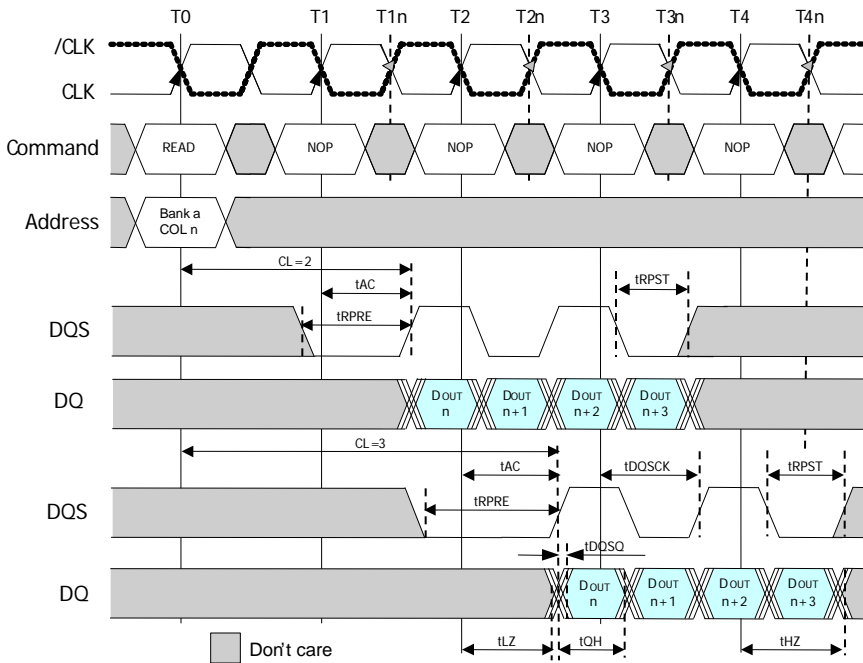 T0 T1 T1n T2 T2n T3 T3n T4 T4n
/CLK
CLK
Command READ NOP NOP NOP NOP
Address Bank a
COL n
CL=2
tAC tRPST
tRPRE
DQS
DQ DOUT DOUT DOUT DOUT
n n+1 n+2 n+3
CL=3
tAC tDQSCK tRPST
tRPRE
DQS
tDQSQ
DQ DOUT DOUT DOUT DOUT
n n+1 n+2 n+3
tLZ tQH tHZ
Don't care